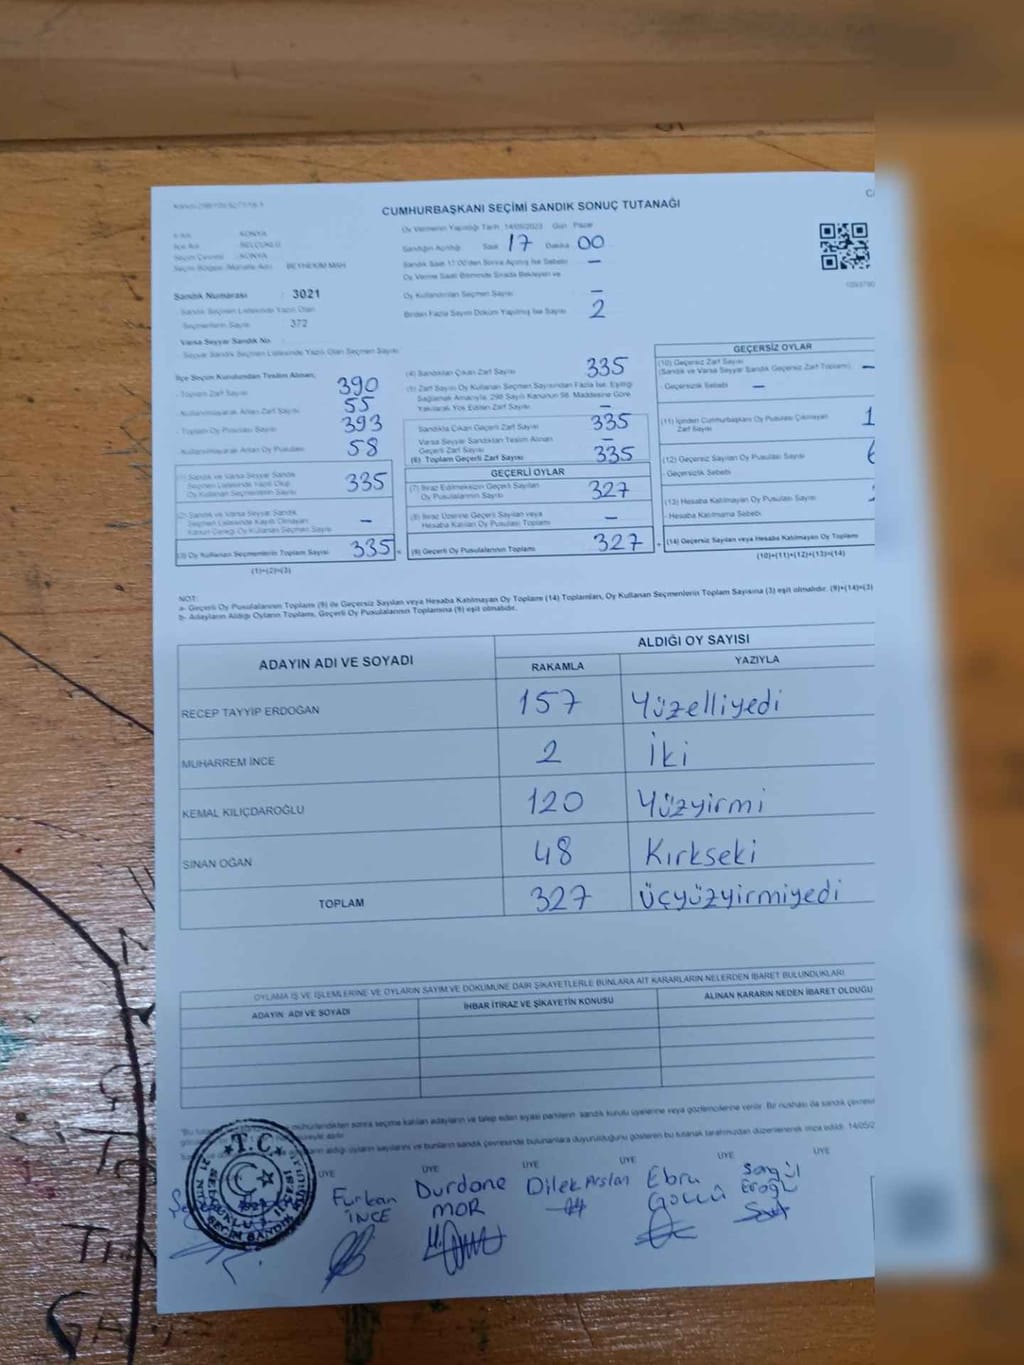 CUMHURBAŞKANI SEÇİMİ SANDIK SONUÇ TUTANAĞI
Oy Vermenin Yapıldığı Tarih: 14/05/2023 Gün: Pazar
İlçe Adı SELÇUKLU
Seçim Çevresi KONYA
Sandığın Açıldığı Saat 17 Dakika 00
Sandık Saat 17:00'den Sonra Açılmış İse Sebebi —
Oy Verme Saati Bitiminde Sırada Bekleyen ve
Oy Kullandırılan Seçmen Sayısı —
Birden Fazla Sayım Döküm Yapılmış İse Sayısı 2
BEYHEKİM MAH
Sandık Numarası : 3021
Sandık Seçmen Listesinde Yazılı Olan
Seçmenlerin Sayısı 372
Varsa Seyyar Sandık No
Seyyar Sandık Seçmen Listesinde Yazılı Olan Seçmen Sayısı
İlçe Seçim Kurulundan Teslim Alınan;
Toplam Zarf Sayısı 390
Kullanılmayarak Artan Zarf Sayısı 55
Toplam Oy Pusulası Sayısı 393
Kullanılmayarak Artan Oy Pusulası 58
(1) Sandık ve Varsa Seyyar Sandık
Seçmen Listesinde Yazılı Olup
Oy Kullanan Seçmenlerin Sayısı 335
(2) Sandık ve Varsa Seyyar Sandık
Seçmen Listesinde Kayıtlı Olmayan
Kanun Gereği Oy Kullanan Seçmen Sayısı —
(3) Oy Kullanan Seçmenlerin Toplam Sayısı 335 =
(1)+(2)=(3)
(4) Sandıktan Çıkan Zarf Sayısı 335
(5) Zarf Sayısı Oy Kullanan Seçmen Sayısından Fazla İse, Eşitliği
Sağlamak Amacıyla, 298 Sayılı Kanunun 98. Maddesine Göre
Yakılarak Yok Edilen Zarf Sayısı —
Sandıkta Çıkan Geçerli Zarf Sayısı 335
Varsa Seyyar Sandıktan Teslim Alınan
Geçerli Zarf Sayısı —
(6) Toplam Geçerli Zarf Sayısı 335
GEÇERLİ OYLAR
(7) İtiraz Edilmeksizin Geçerli Sayılan
Oy Pusulalarının Sayısı 327
(8) İtiraz Üzerine Geçerli Sayılan veya
Hesaba Katılan Oy Pusulası Toplamı —
(9) Geçerli Oy Pusulalarının Toplamı 327 +
GEÇERSİZ OYLAR
(10) Geçersiz Zarf Sayısı
(Sandık ve Varsa Seyyar Sandık Geçersiz Zarf Toplamı) —
- Geçersizlik Sebebi —
(11) İçinden Cumhurbaşkanı Oy Pusulası Çıkmayan
Zarf Sayısı 1
(12) Geçersiz Sayılan Oy Pusulası Sayısı
- Geçersizlik Sebebi
(13) Hesaba Katılmayan Oy Pusulası Sayısı
- Hesaba Katılmama Sebebi
(14) Geçersiz Sayılan veya Hesaba Katılmayan Oy Toplamı
(10)+(11)+(12)+(13)=(14)
NOT:
a- Geçerli Oy Pusulalarının Toplamı (9) ile Geçersiz Sayılan veya Hesaba Katılmayan Oy Toplamı (14) Toplamları, Oy Kullanan Seçmenlerin Toplam Sayısına (3) eşit olmalıdır. (9)+(14)=(3)
b- Adayların Aldığı Oyların Toplamı, Geçerli Oy Pusulalarının Toplamına (9) eşit olmalıdır.
ADAYIN ADI VE SOYADI
ALDIĞI OY SAYISI
RAKAMLA YAZIYLA
RECEP TAYYİP ERDOĞAN 157 Yüzelliyedi
MUHARREM İNCE 2 İki
KEMAL KILIÇDAROĞLU 120 Yüzyirmi
SİNAN OĞAN 48 Kırkseki
TOPLAM 327 Üçyüzyirmiyedi
OYLAMA İŞ VE İŞLEMLERİNE VE OYLARIN SAYIM VE DÖKÜMÜNE DAİR ŞİKAYETLERLE BUNLARA AİT KARARLARIN NELERDEN İBARET BULUNDUKLARI
ADAYIN ADI VE SOYADI İHBAR İTİRAZ VE ŞİKAYETİN KONUSU ALINAN KARARIN NEDEN İBARET OLDUĞU
ÜYE ÜYE ÜYE ÜYE ÜYE ÜYE
T.C.
Furkan İNCE
Durdane MOR
Dilek Arslan
Ebru
Songül Eroğlu